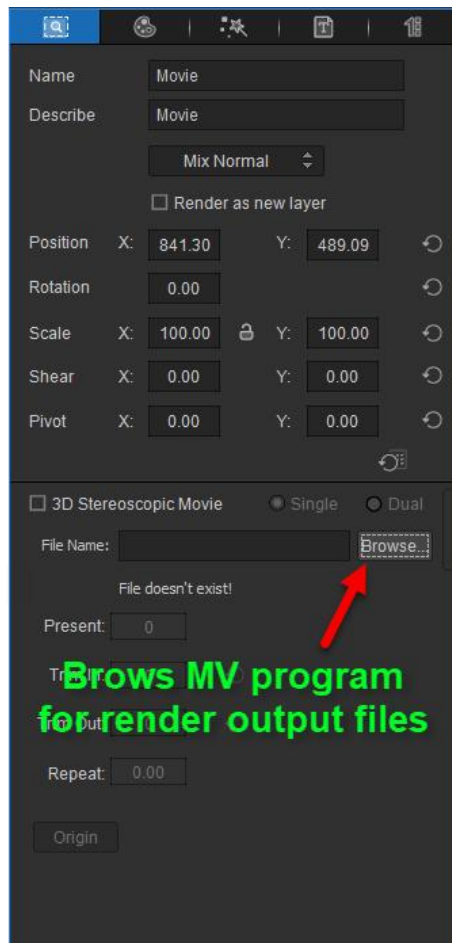 Name Movie
Describe Movie
Mix Normal
Render as new layer
Position X: 841.30 Y: 489.09
Rotation 0.00
Scale X: 100.00 Y: 100.00
Shear X: 0.00 Y: 0.00
Pivot X: 0.00 Y: 0.00
3D Stereoscopic Movie Single Dual
File Name: Browse...
File doesn't exist!
Present: 0
Brows MV program
for render output files
Repeat: 0.00
Origin